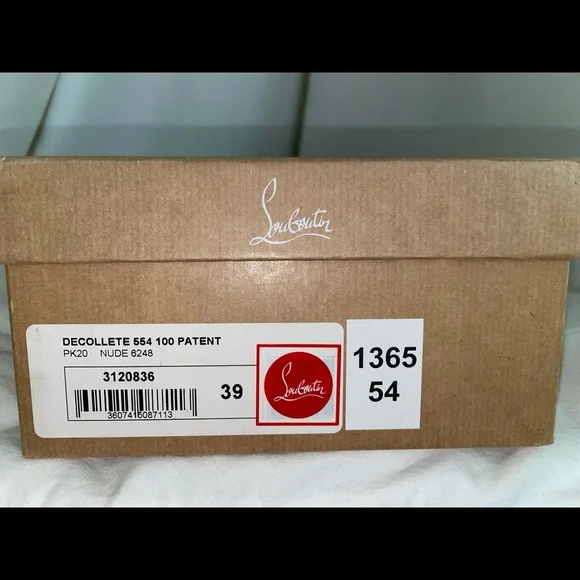 Louboutin
DECOLLETE 554 100 PATENT
PK20 NUDE 6248
3120836
3607416087113
39
Louboutin
1365
54